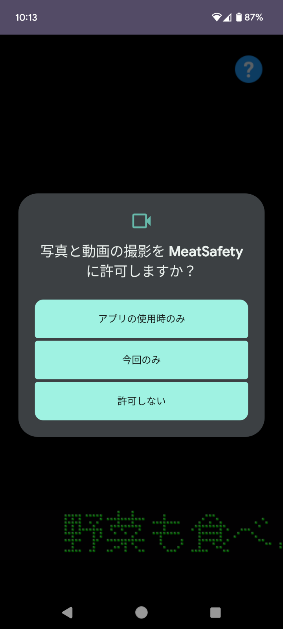 10:13
87%
?
写真と動画の撮影を MeatSafety
に許可しますか？
アプリの使用時のみ
今回のみ
許可しない
野菜も食べ